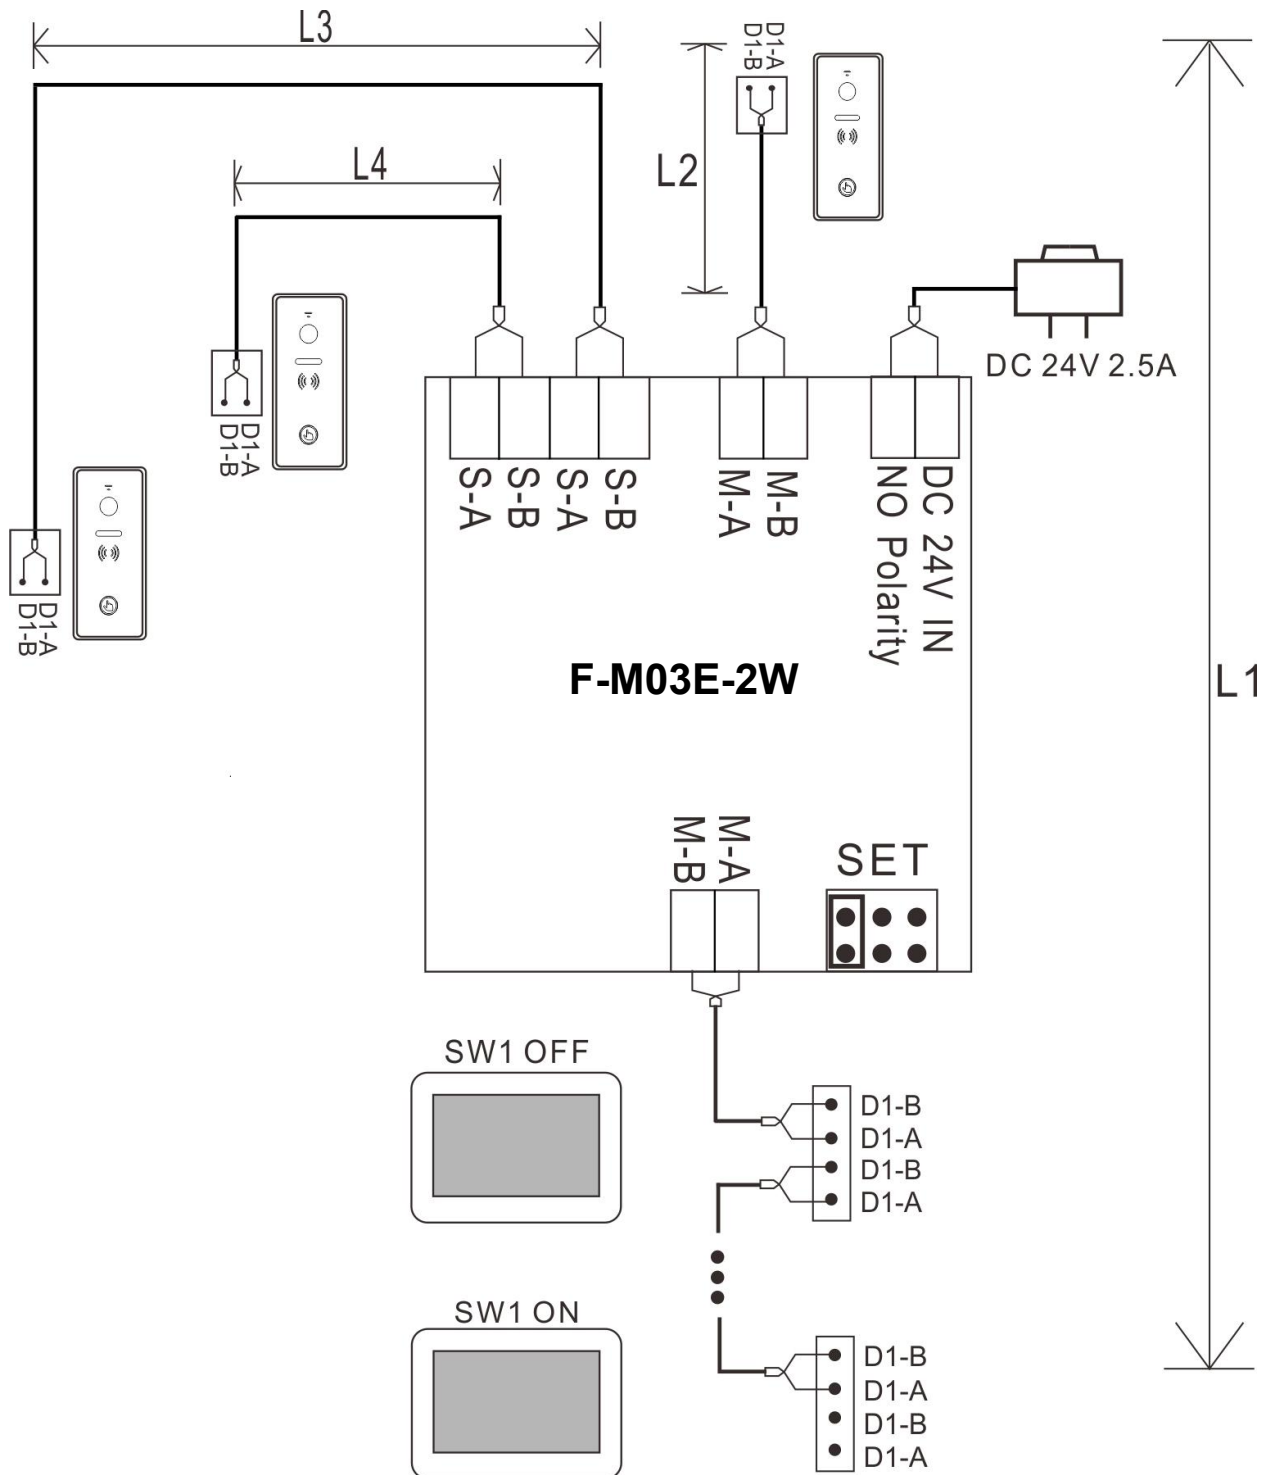 L3
D1-A
D1-B
L4
L2
DC 24V 2.5A
D1-A
D1-B
S-A
S-B
S-A
S-B
M-A
M-B
NO Polarity
DC 24V IN
D1-A
D1-B
F-M03E-2W
L1
M-B
M-A
SET
SW1 OFF
D1-B
D1-A
D1-B
D1-A
SW1 ON
D1-B
D1-A
D1-B
D1-A